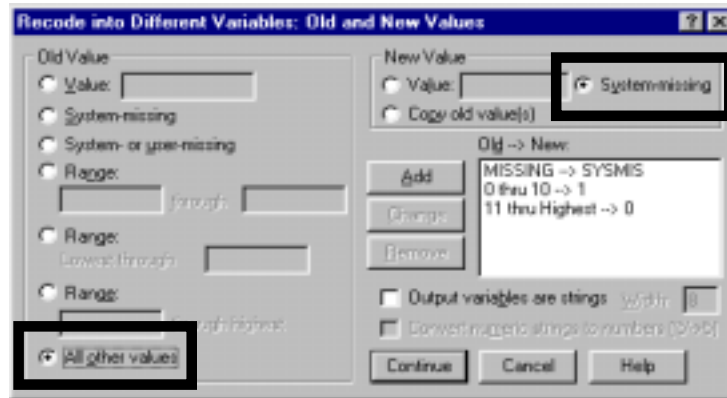 Recode into Different Variables: Old and New Values
Old Value
Value:
System-missing
System- or user-missing
Range:
through
Range:
Lowest through
Range:
through highest
All other values
New Value
Value:
System-missing
Copy old value(s)
Old --> New:
Add
Change
Remove
MISSING --> SYSMIS
0 thru 10 --> 1
11 thru Highest --> 0
Output variables are strings
Width: 8
Convert numeric strings to numbers ('5'->5)
Continue
Cancel
Help